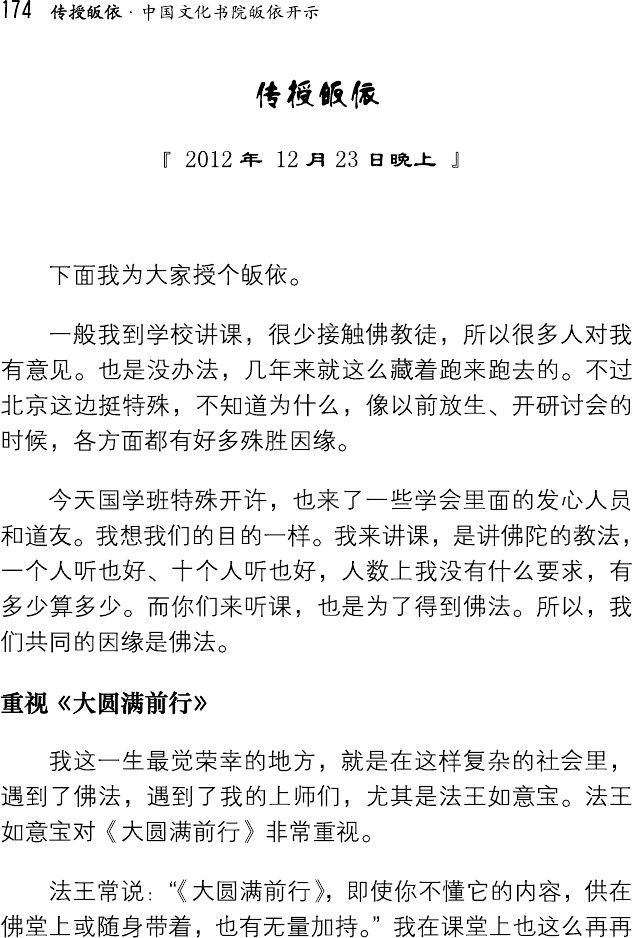 174 传授皈依·中国文化书院皈依开示
传授皈依
『 2012 年 12 月 23 日晚上 』
下面我为大家授个皈依。
一般我到学校讲课，很少接触佛教徒，所以很多人对我
有意见。也是没办法，几年来就这么藏着跑来跑去的。不过
北京这边挺特殊，不知道为什么，像以前放生、开研讨会的
时候，各方面都有好多殊胜因缘。
今天国学班特殊开许，也来了一些学会里面的发心人员
和道友。我想我们的目的一样。我来讲课，是讲佛陀的教法，
一个人听也好、十个人听也好，人数上我没有什么要求，有
多少算多少。而你们来听课，也是为了得到佛法。所以，我
们共同的因缘是佛法。
重视《大圆满前行》
我这一生最觉荣幸的地方，就是在这样复杂的社会里，
遇到了佛法，遇到了我的上师们，尤其是法王如意宝。法王
如意宝对《大圆满前行》非常重视。
法王常说：“《大圆满前行》，即使你不懂它的内容，供在
佛堂上或随身带着，也有无量加持。”我在课堂上也这么再再